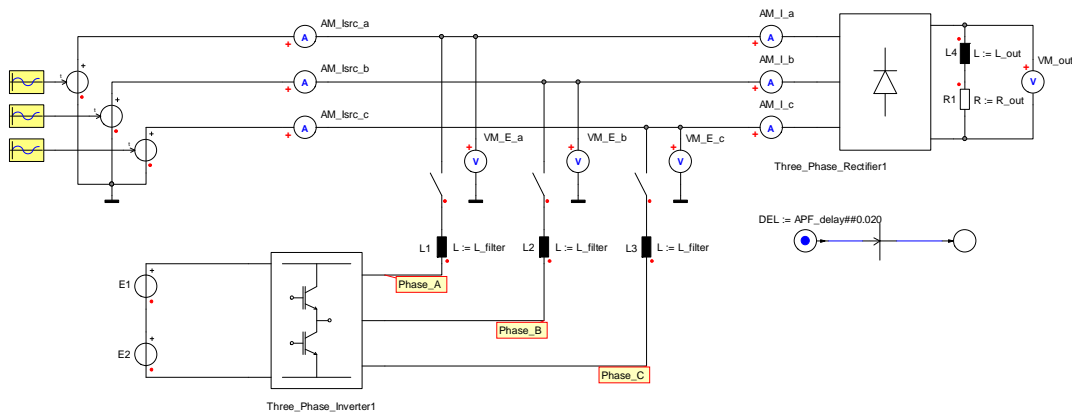 AM_Isrc_a
AM_I_a
A
A
L4
L := L_out
VM_out
AM_Isrc_b
AM_I_b
t
A
A
V
R1
R := R_out
AM_Isrc_c
AM_I_c
t
A
A
VM_E_a
VM_E_b
VM_E_c
t
V
V
V
Three_Phase_Rectifier1
DEL := APF_delay##0.020
L1
L := L_filter
L2
L := L_filter
L3
L := L_filter
Phase_A
E1
Phase_B
E2
Phase_C
Three_Phase_Inverter1